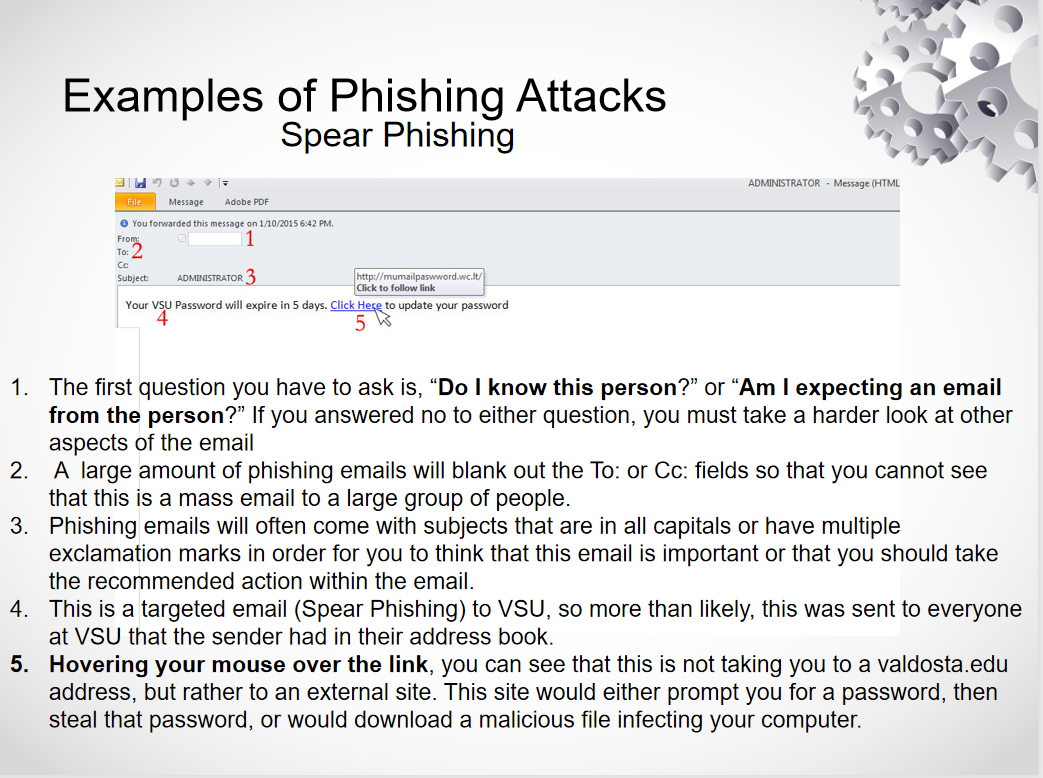 Examples of Phishing Attacks
Spear Phishing
ADMINISTRATOR - Message (HTML
File Message Adobe PDF
You forwarded this message on 1/10/2015 6:42 PM.
From: 1
To: 2
Cc:
Subject: ADMINISTRATOR 3
http://mumailpaswword.wc.lt/
Click to follow link
Your VSU Password will expire in 5 days. Click Here to update your password
4 5
1. The first question you have to ask is, “Do I know this person?” or “Am I expecting an email
from the person?” If you answered no to either question, you must take a harder look at other
aspects of the email
2. A large amount of phishing emails will blank out the To: or Cc: fields so that you cannot see
that this is a mass email to a large group of people.
3. Phishing emails will often come with subjects that are in all capitals or have multiple
exclamation marks in order for you to think that this email is important or that you should take
the recommended action within the email.
4. This is a targeted email (Spear Phishing) to VSU, so more than likely, this was sent to everyone
at VSU that the sender had in their address book.
5. Hovering your mouse over the link, you can see that this is not taking you to a valdosta.edu
address, but rather to an external site. This site would either prompt you for a password, then
steal that password, or would download a malicious file infecting your computer.